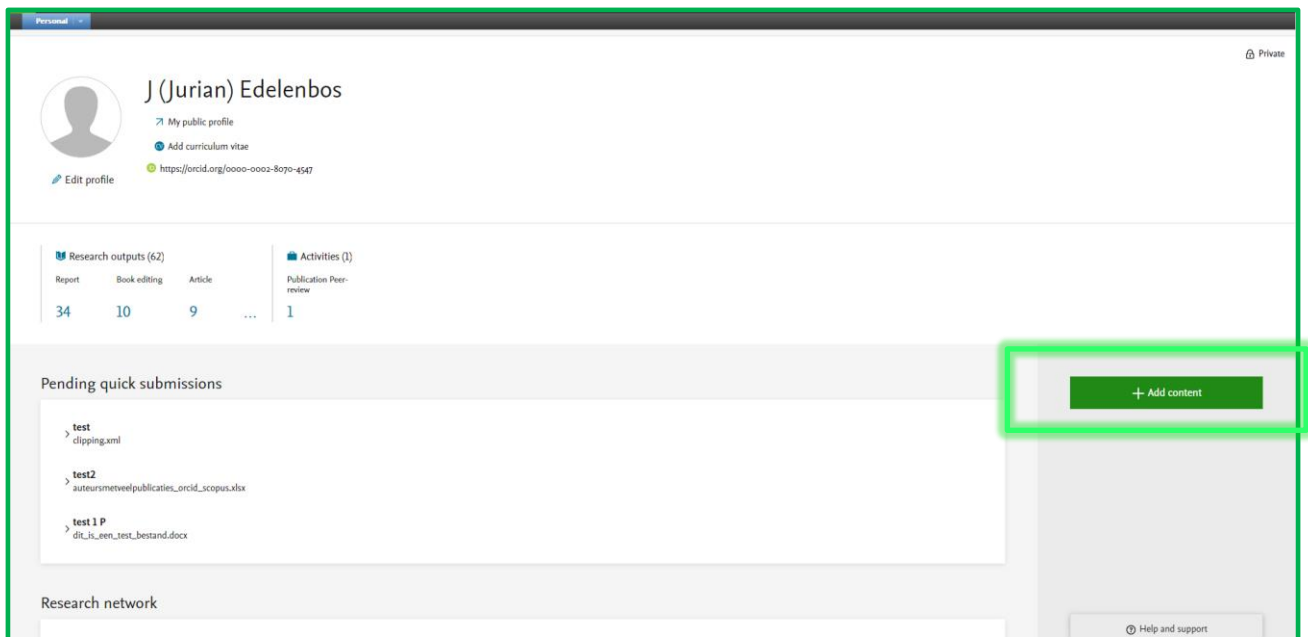 Personal
Private
J (Jurian) Edelenbos
My public profile
Add curriculum vitae
https://orcid.org/0000-0002-8070-4547
Edit profile
Research outputs (62)
Activities (1)
Report Book editing Article
Publication Peer-
review
34 10 9 ... 1
Pending quick submissions
+ Add content
test
clipping.xml
test2
auteursmetveelpublicaties_orcid_scopus.xlsx
test 1 P
dit_is_een_test_bestand.docx
Research network
Help and support